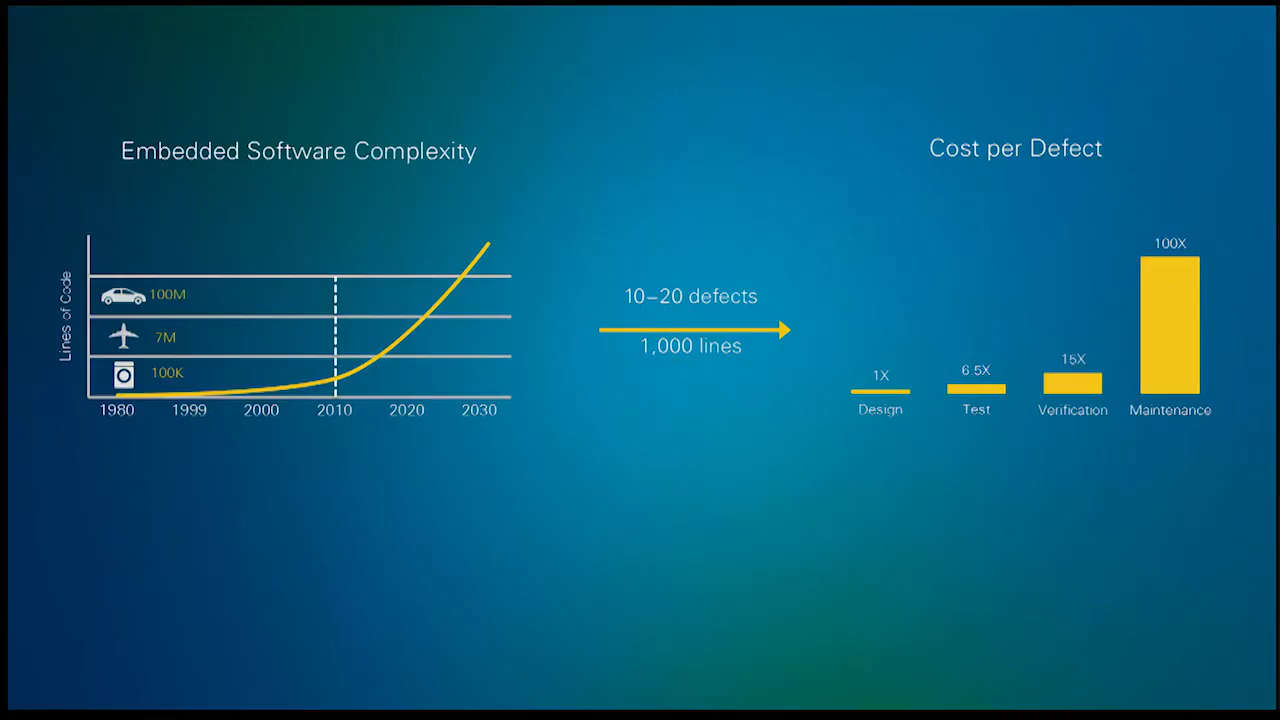 Embedded Software Complexity
Lines of Code
100M
7M
100K
1980 1999 2000 2010 2020 2030
10–20 defects
1,000 lines
Cost per Defect
1X
6.5X
15X
100X
Design Test Verification Maintenance